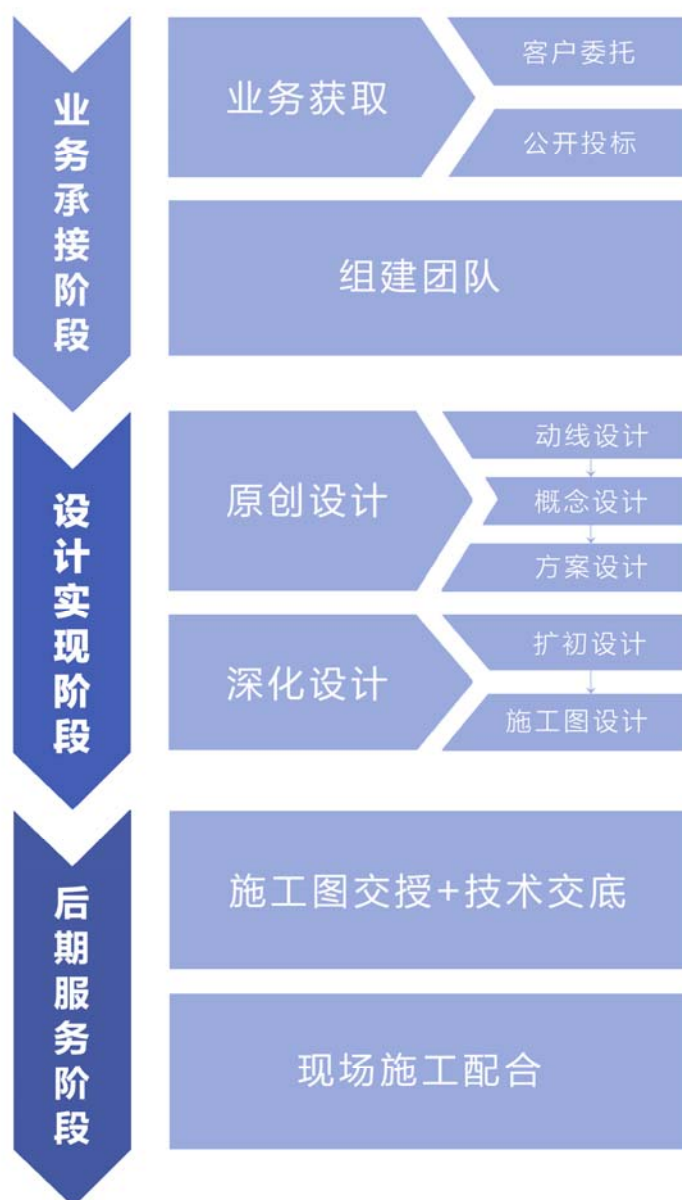 业务承接阶段
业务获取
客户委托
公开投标
组建团队
设计实现阶段
原创设计
动线设计
概念设计
方案设计
深化设计
扩初设计
施工图设计
后期服务阶段
施工图交授+技术交底
现场施工配合